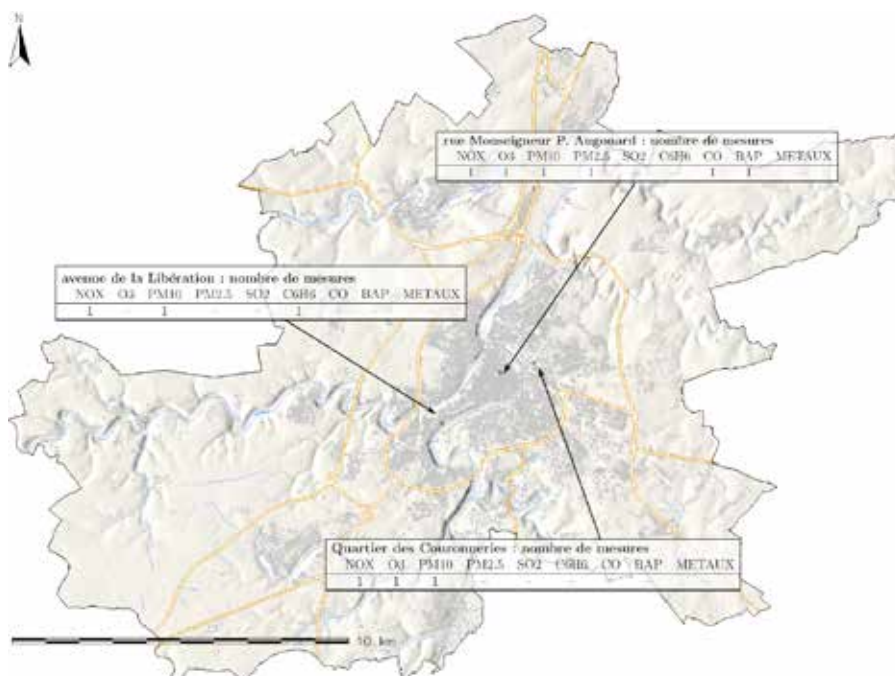 N
rue Monseigneur P. Augouard : nombre de mesures
NOX O3 PM10 PM2.5 SO2 C6H6 CO BAP METAUX
1 1 1 1 - - 1 1 -
avenue de la Libération : nombre de mesures
NOX O3 PM10 PM2.5 SO2 C6H6 CO BAP METAUX
1 - 1 - - 1 - - -
Quartier des Couronneries : nombre de mesures
NOX O3 PM10 PM2.5 SO2 C6H6 CO BAP METAUX
1 1 1 - - - - - -
10 km